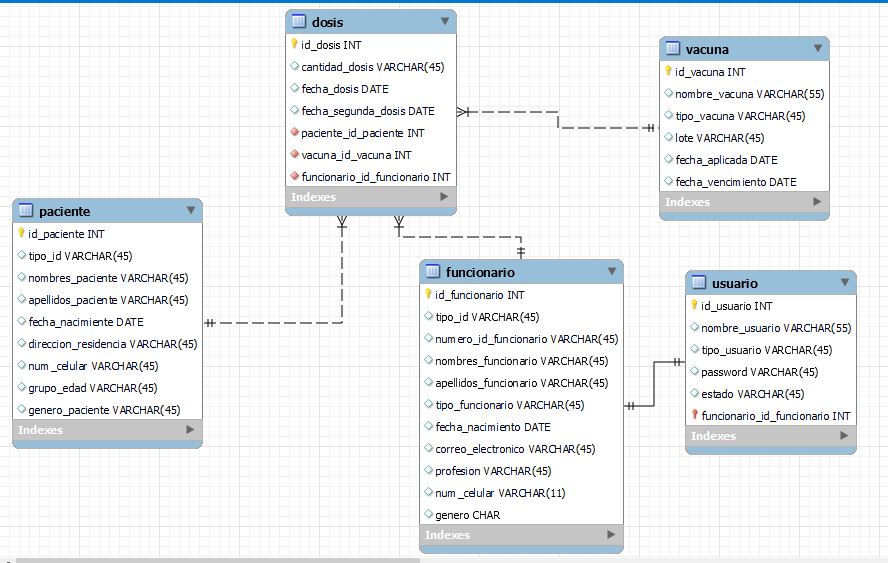 dosis
id_dosis INT
cantidad_dosis VARCHAR(45)
fecha_dosis DATE
fecha_segunda_dosis DATE
paciente_id_paciente INT
vacuna_id_vacuna INT
funcionario_id_funcionario INT
Indexes
vacuna
id_vacuna INT
nombre_vacuna VARCHAR(55)
tipo_vacuna VARCHAR(45)
lote VARCHAR(45)
fecha_aplicada DATE
fecha_vencimiento DATE
Indexes
paciente
id_paciente INT
tipo_id VARCHAR(45)
nombres_paciente VARCHAR(45)
apellidos_paciente VARCHAR(45)
fecha_nacimiente DATE
direccion_residencia VARCHAR(45)
num_celular VARCHAR(45)
grupo_edad VARCHAR(45)
genero_paciente VARCHAR(45)
Indexes
funcionario
id_funcionario INT
tipo_id VARCHAR(45)
numero_id_funcionario VARCHAR(45)
nombres_funcionario VARCHAR(45)
apellidos_funcionario VARCHAR(45)
tipo_funcionario VARCHAR(45)
fecha_nacimiento DATE
correo_electronico VARCHAR(45)
profesion VARCHAR(45)
num_celular VARCHAR(11)
genero CHAR
Indexes
usuario
id_usuario INT
nombre_usuario VARCHAR(55)
tipo_usuario VARCHAR(45)
password VARCHAR(45)
estado VARCHAR(45)
funcionario_id_funcionario INT
Indexes